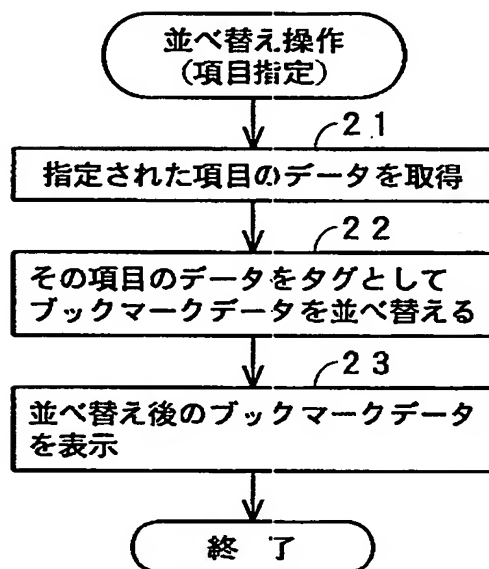 並べ替え操作
(項目指定)
21
指定された項目のデータを取得
22
その項目のデータをタグとして
ブックマークデータを並べ替える
23
並べ替え後のブックマークデータ
を表示
終 了